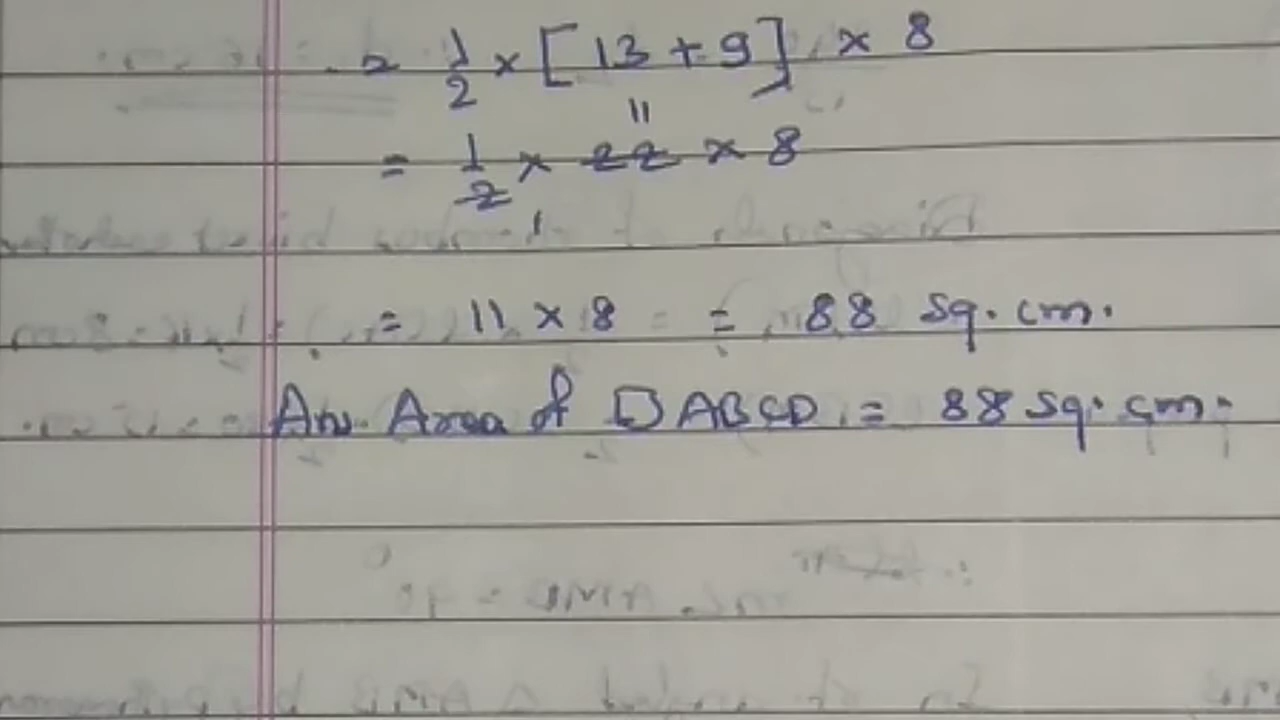 = 1/2 × [13 + 9] × 8
11
= 1/2 × 22 × 8
1
= 11 × 8 = 88 sq. cm.
Ans. Area of □ ABCD = 88 sq. cm.